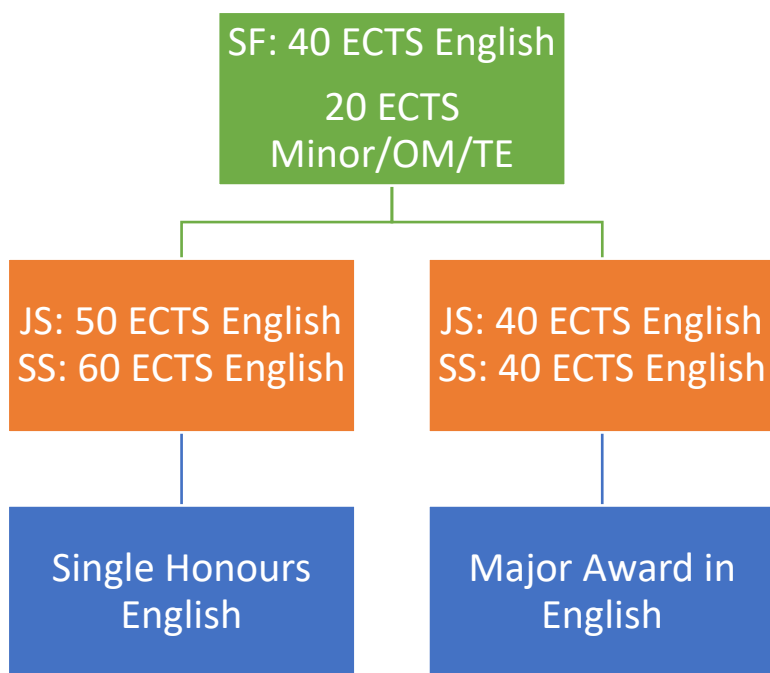 SF: 40 ECTS English
20 ECTS
Minor/OM/TE
JS: 50 ECTS English
SS: 60 ECTS English
JS: 40 ECTS English
SS: 40 ECTS English
Single Honours
English
Major Award in
English